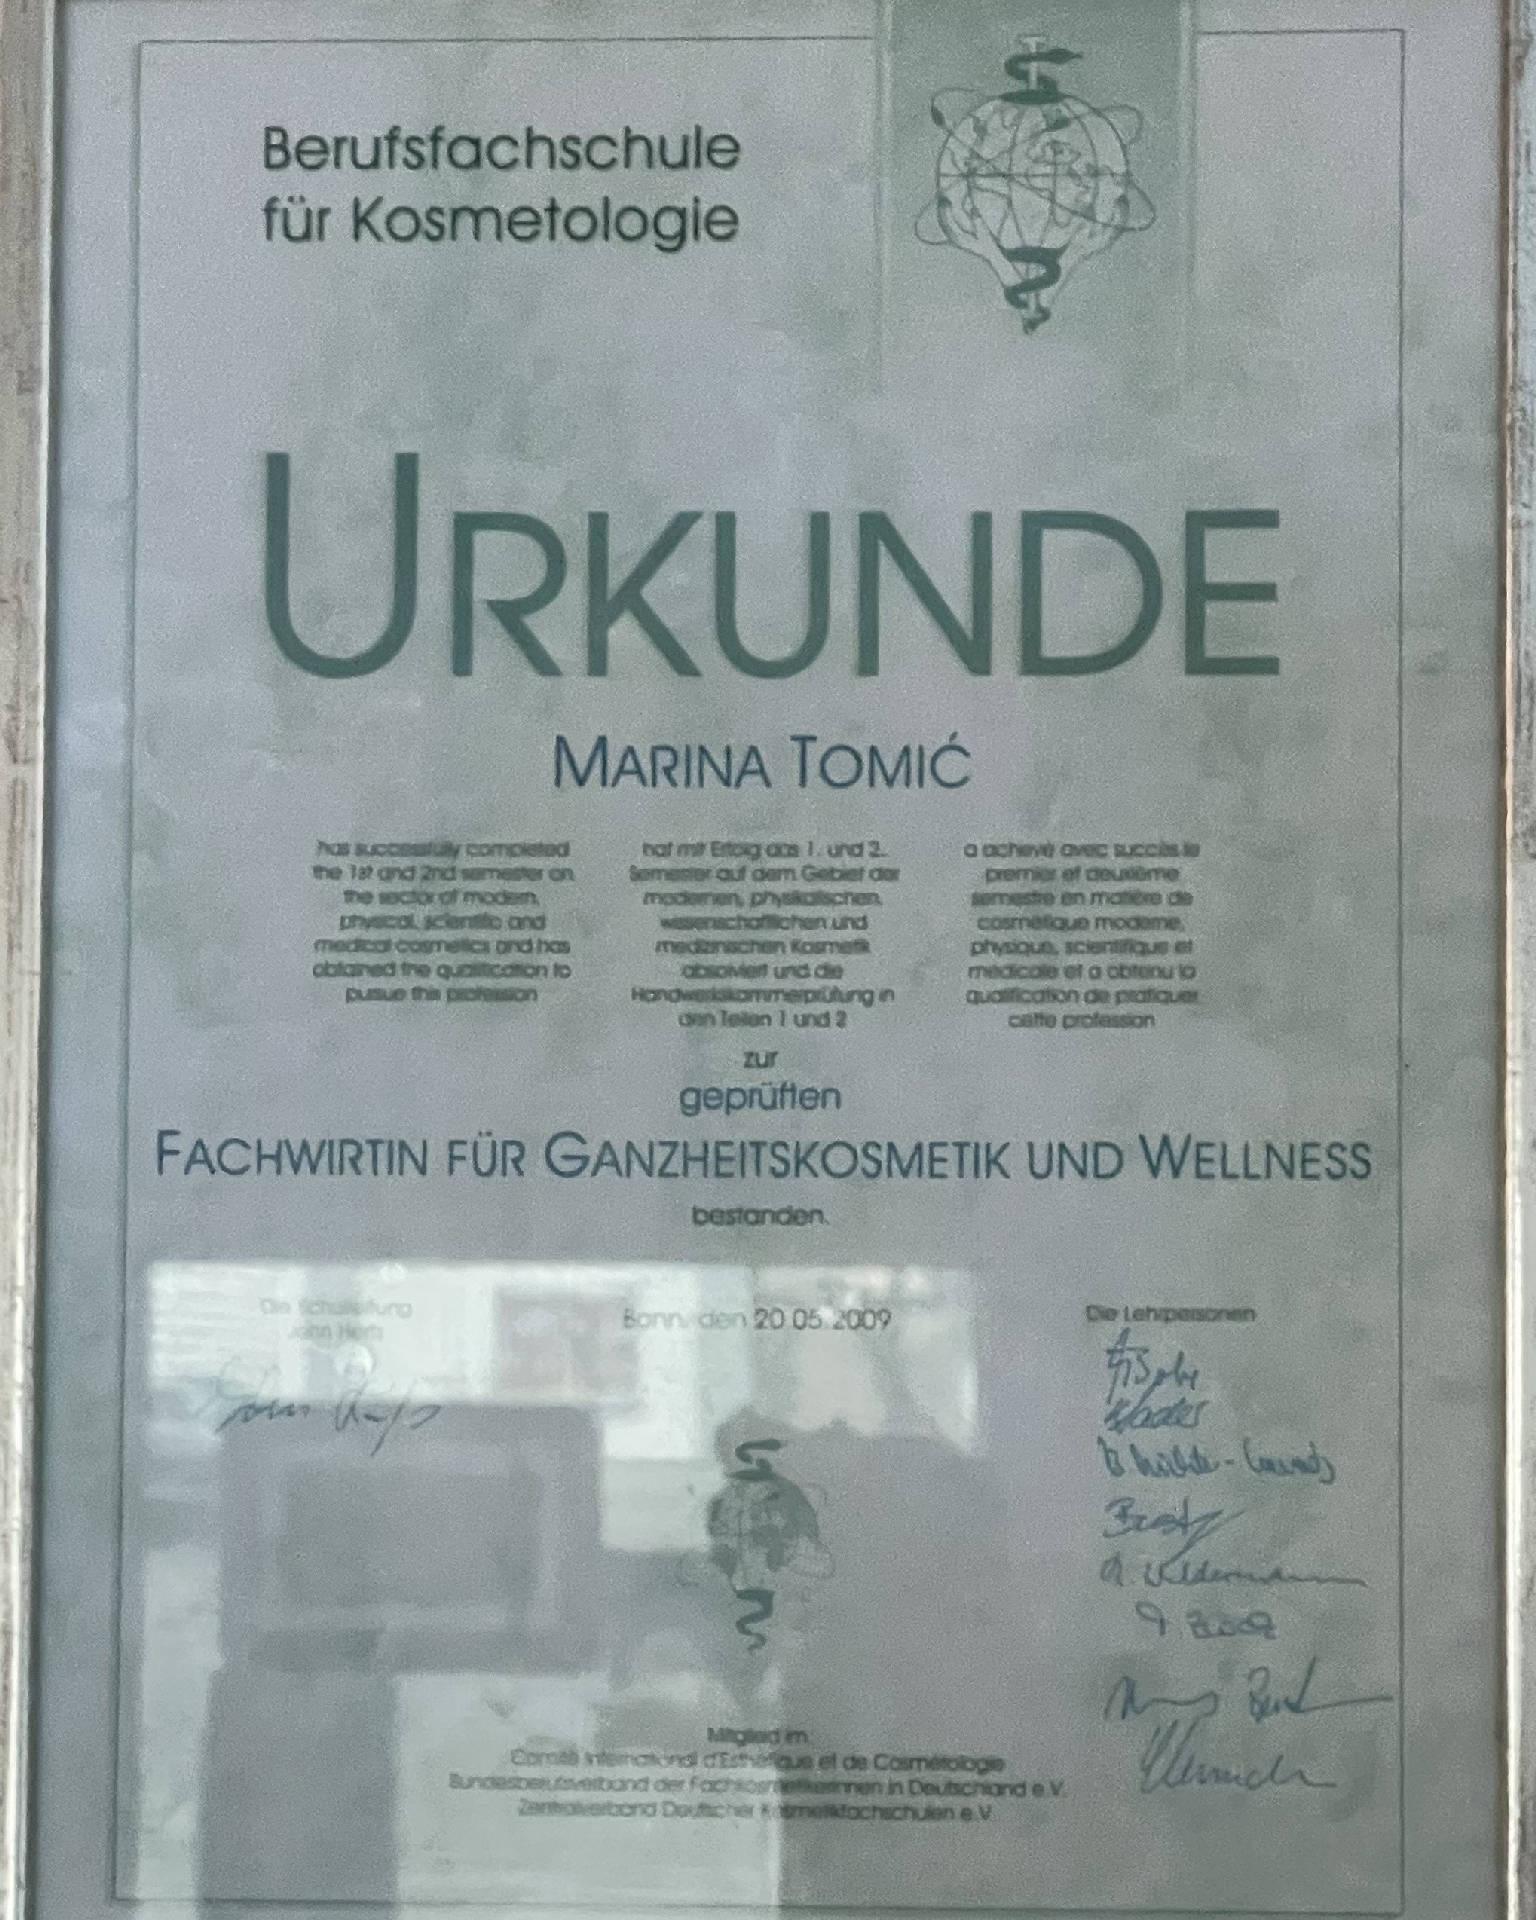 Berufsfachschule
für Kosmetologie
URKUNDE
MARINA TOMIĆ
has successfully completed
the 1st and 2nd semester on
the sector of modern,
physical, scientific and
medical cosmetics and has
obtained the qualification to
pursue this profession
hat mit Erfolg das 1. und 2.
Semester auf dem Gebiet der
modernen, physikalischen,
wissenschaftlichen und
medizinischen Kosmetik
absolviert und die
Handwerkskammerprüfung in
den Teilen 1 und 2
a achevé avec succès le
premier et deuxième
semestre en matière de
cosmétique moderne,
physique, scientifique et
médicale et a obtenu la
qualification de pratiquer
cette profession
zur
geprüften
FACHWIRTIN FÜR GANZHEITSKOSMETIK UND WELLNESS
bestanden.
Die Schulleitung
John
Bonn, den 20.05.2009
Die Lehrpersonen
Mitglied im:
Comité International d'Esthétique et de Cosmétologie
Bundesberufsverband der Fachkosmetikerinnen in Deutschland e.V.
Zentralverband Deutscher Kosmetikfachschulen e.V.